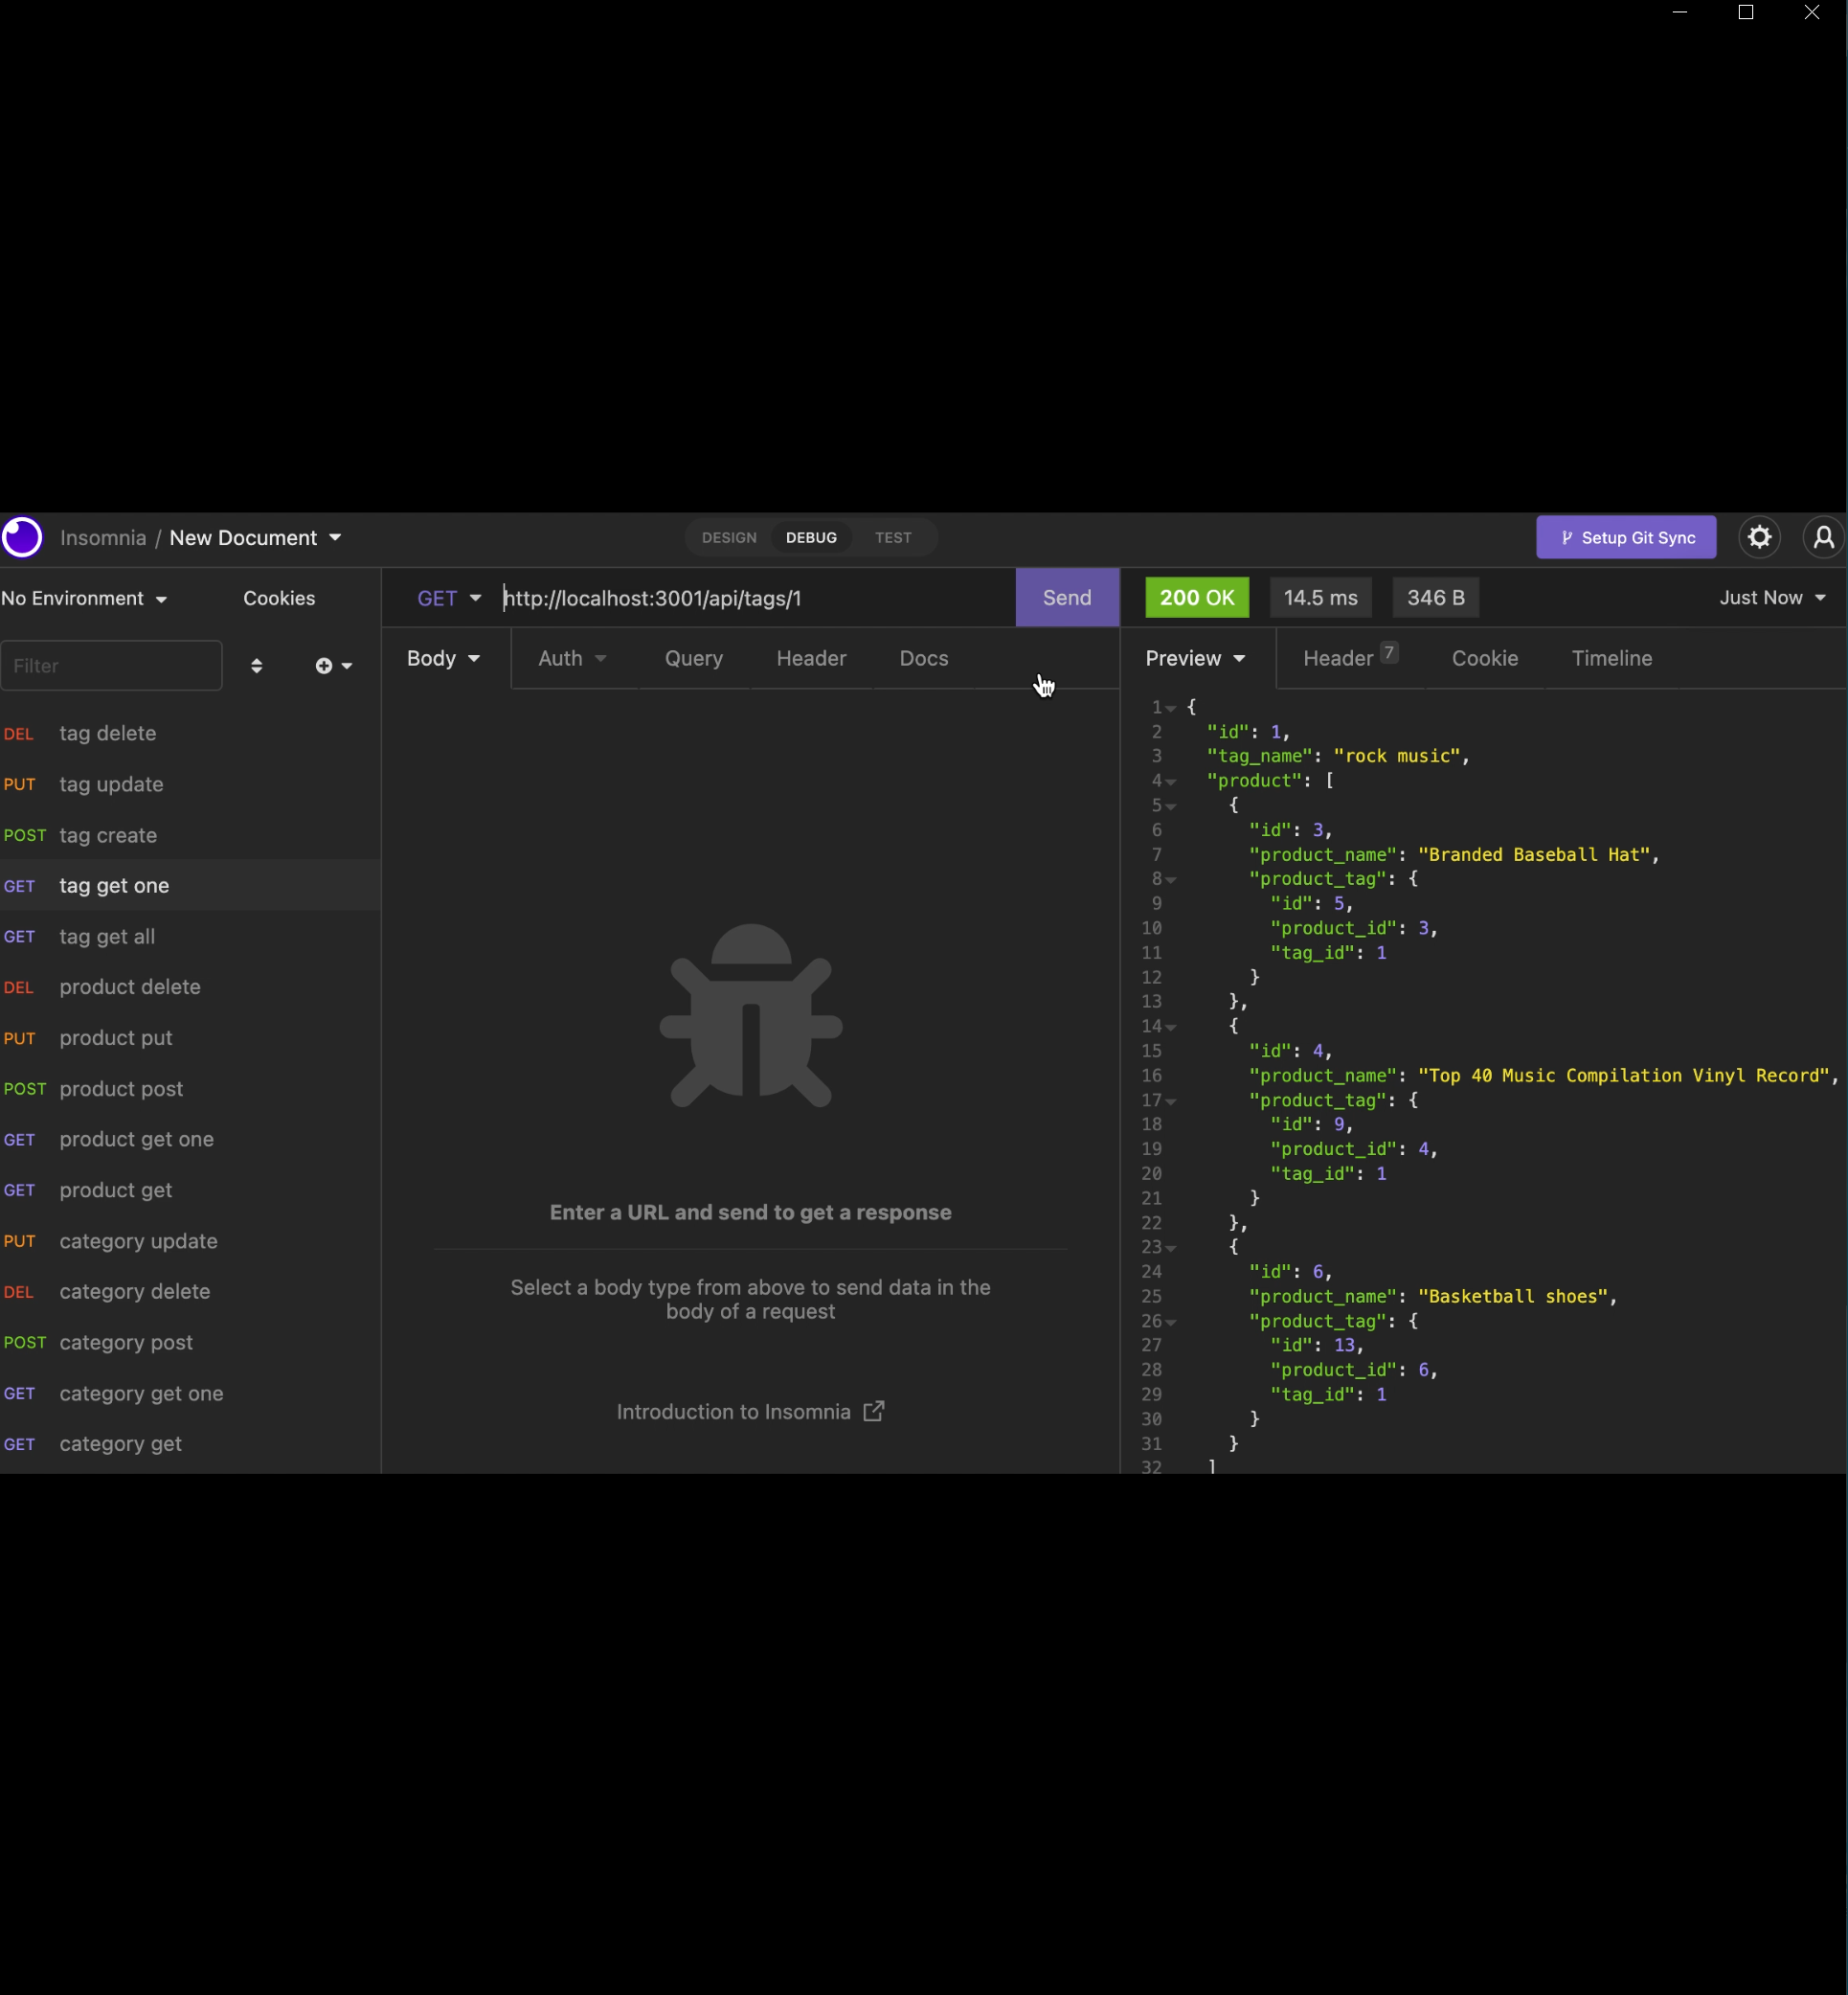 Insomnia / New Document
DESIGN DEBUG TEST
Setup Git Sync
No Environment Cookies
GET http://localhost:3001/api/tags/1 Send
200 OK 14.5 ms 346 B Just Now
Filter
Body Auth Query Header Docs
Preview Header 7 Cookie Timeline
DEL tag delete
PUT tag update
POST tag create
GET tag get one
GET tag get all
DEL product delete
PUT product put
POST product post
GET product get one
GET product get
PUT category update
DEL category delete
POST category post
GET category get one
GET category get
Enter a URL and send to get a response
Select a body type from above to send data in the
body of a request
Introduction to Insomnia
1 {
2 "id": 1,
3 "tag_name": "rock music",
4 "product": [
5 {
6 "id": 3,
7 "product_name": "Branded Baseball Hat",
8 "product_tag": {
9 "id": 5,
10 "product_id": 3,
11 "tag_id": 1
12 }
13 },
14 {
15 "id": 4,
16 "product_name": "Top 40 Music Compilation Vinyl Record",
17 "product_tag": {
18 "id": 9,
19 "product_id": 4,
20 "tag_id": 1
21 }
22 },
23 {
24 "id": 6,
25 "product_name": "Basketball shoes",
26 "product_tag": {
27 "id": 13,
28 "product_id": 6,
29 "tag_id": 1
30 }
31 }
32 ]